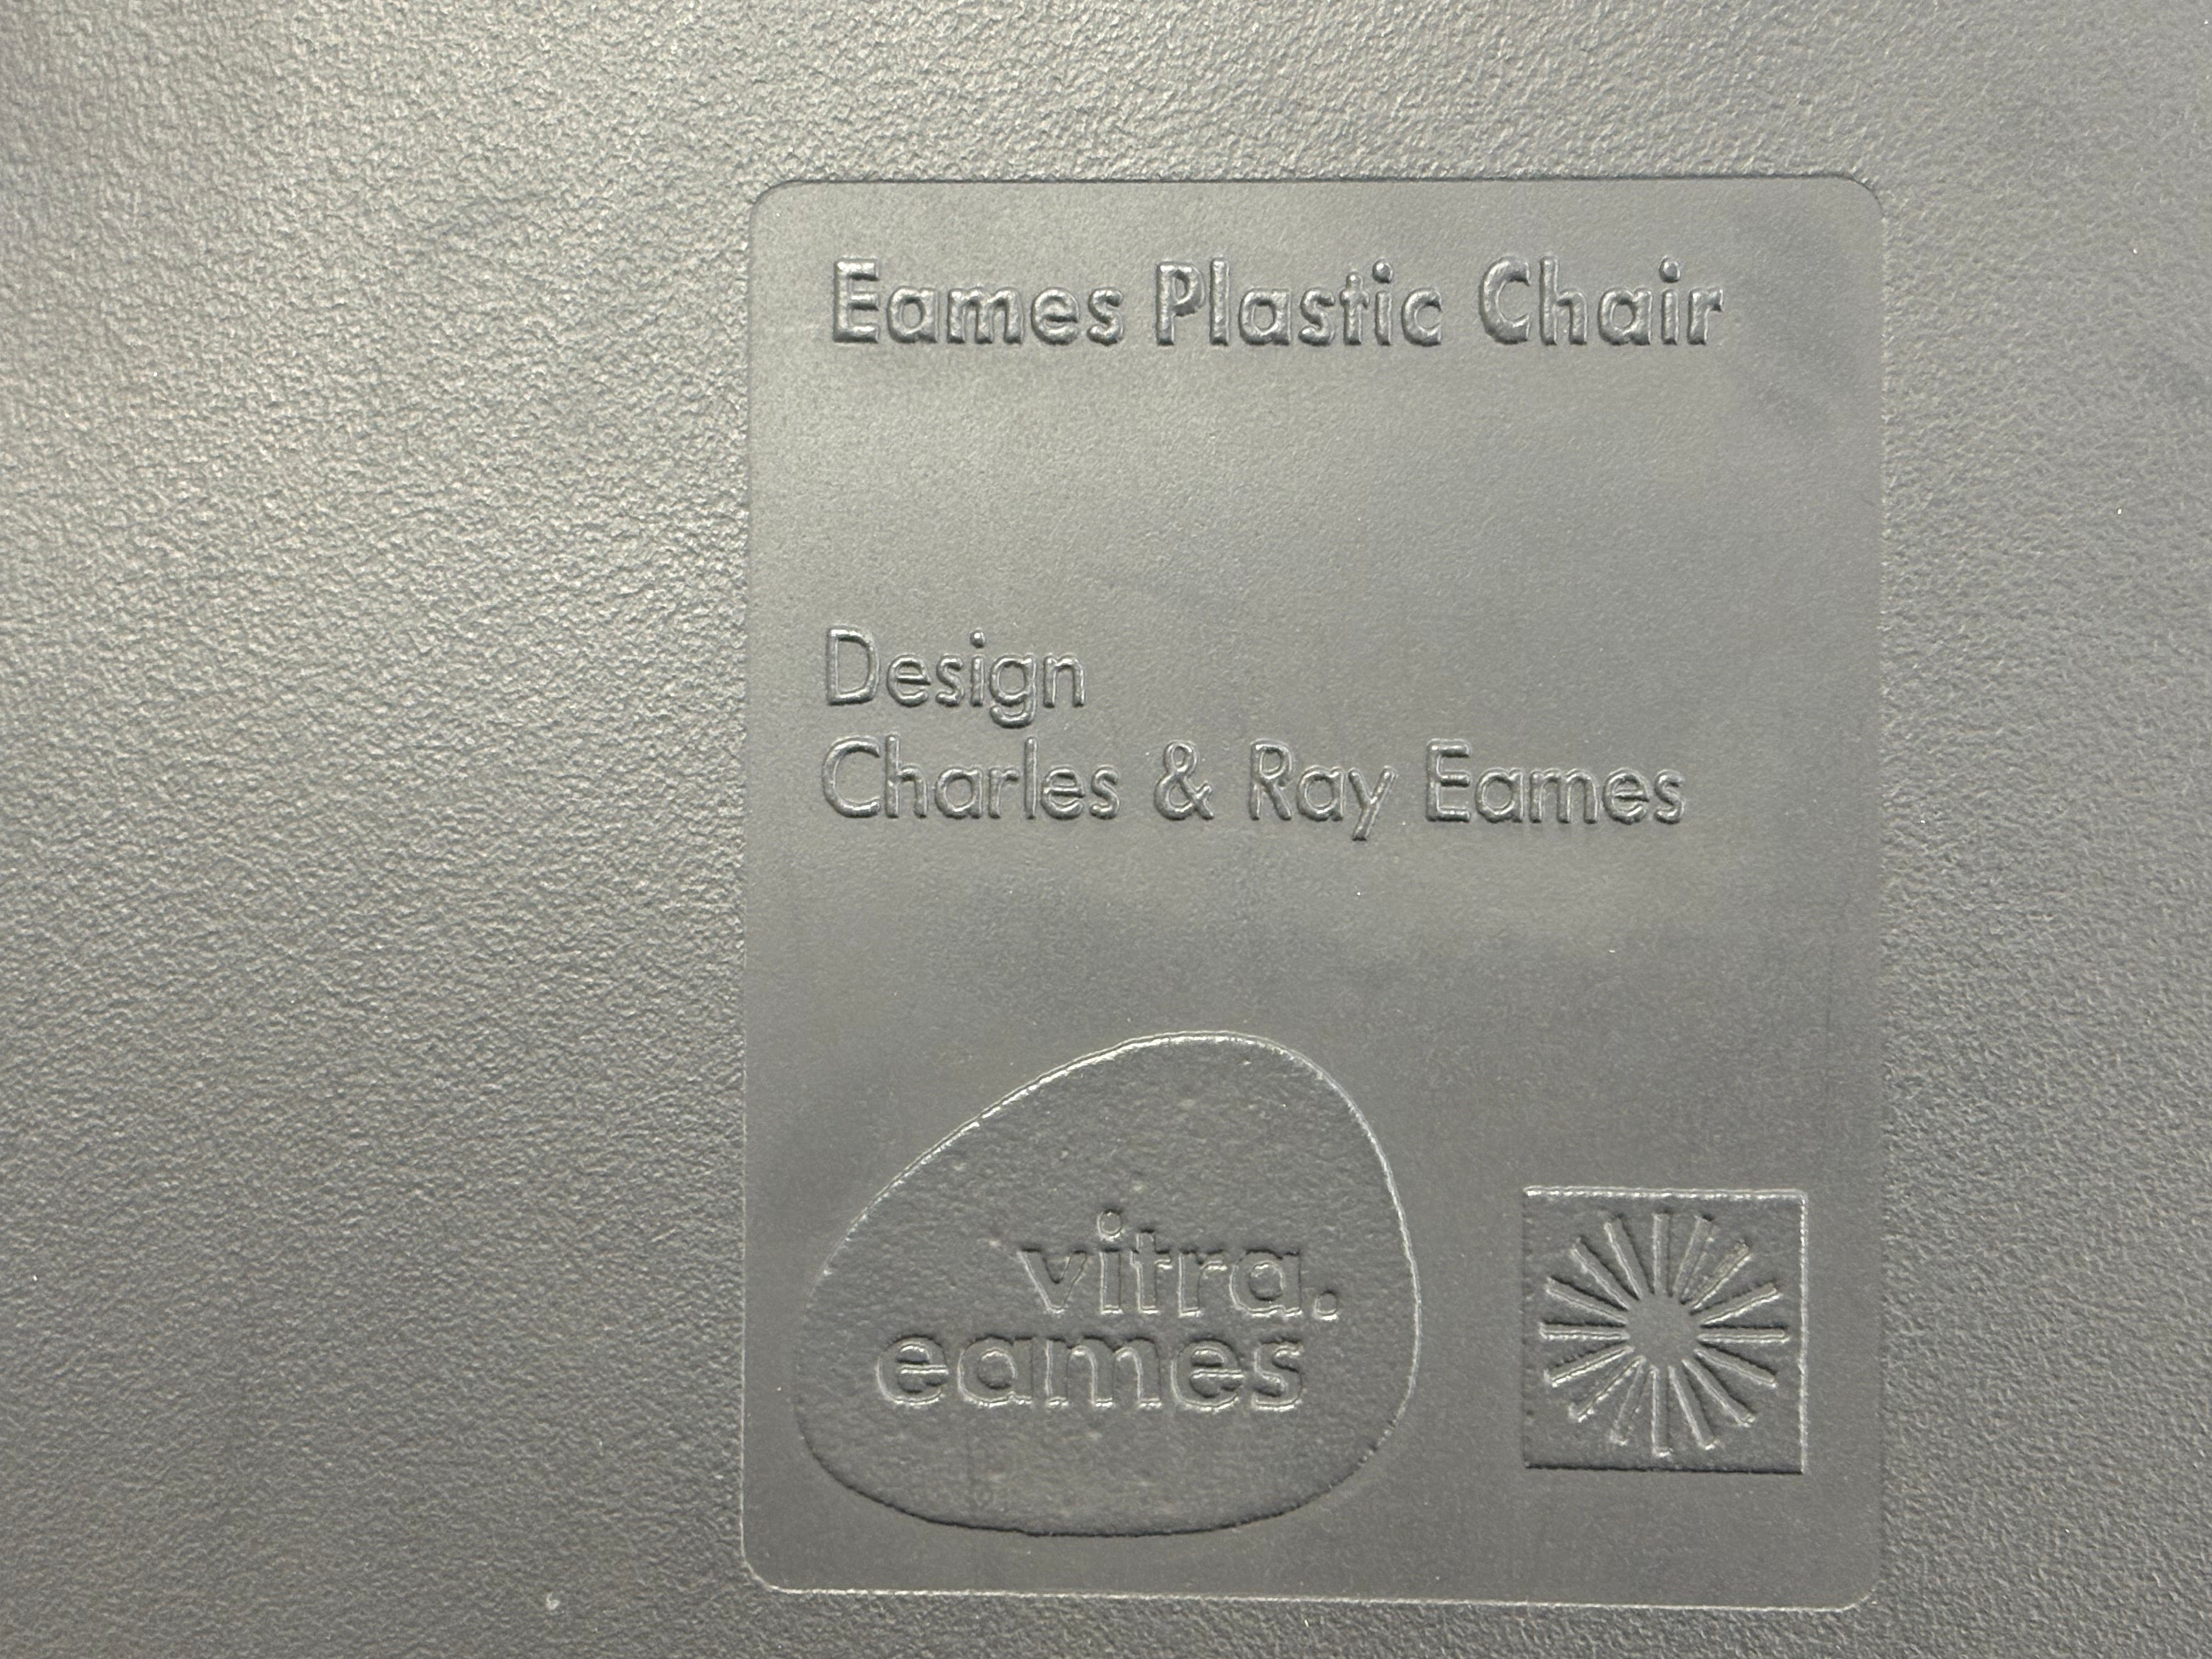 Eames Plastic Chair
Design
Charles & Ray Eames
vitra.
eames